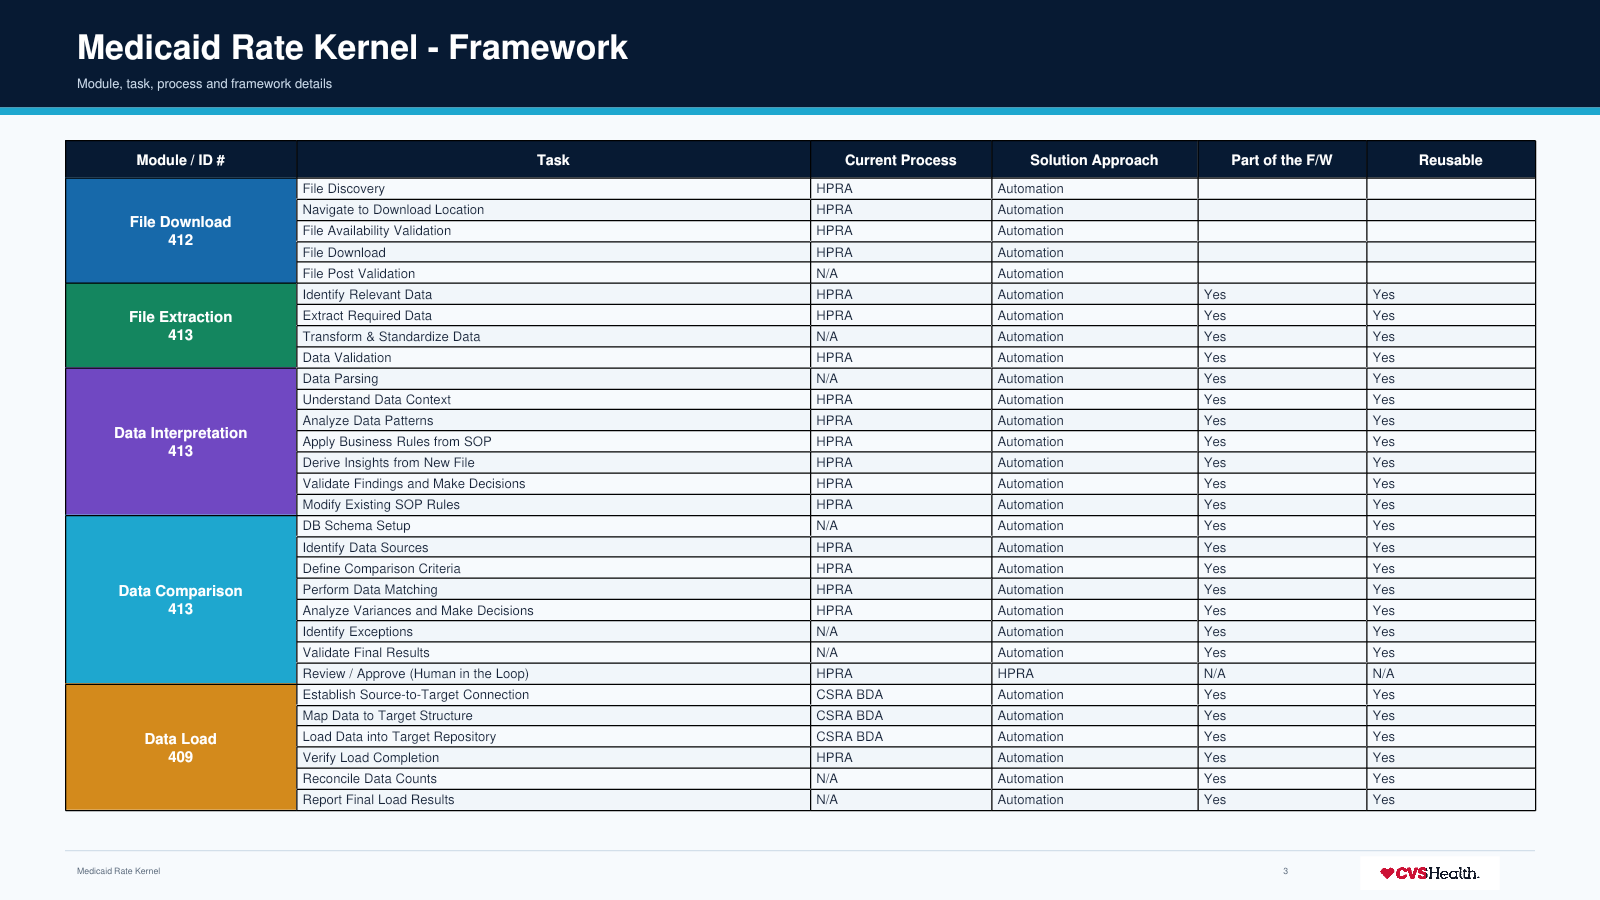 Medicaid Rate Kernel - Framework
Module, task, process and framework details
Module / ID # Task Current Process Solution Approach Part of the F/W Reusable
File Download
412
File Discovery HPRA Automation
Navigate to Download Location HPRA Automation
File Availability Validation HPRA Automation
File Download HPRA Automation
File Post Validation N/A Automation
File Extraction
413
Identify Relevant Data HPRA Automation Yes Yes
Extract Required Data HPRA Automation Yes Yes
Transform & Standardize Data N/A Automation Yes Yes
Data Validation HPRA Automation Yes Yes
Data Interpretation
413
Data Parsing N/A Automation Yes Yes
Understand Data Context HPRA Automation Yes Yes
Analyze Data Patterns HPRA Automation Yes Yes
Apply Business Rules from SOP HPRA Automation Yes Yes
Derive Insights from New File HPRA Automation Yes Yes
Validate Findings and Make Decisions HPRA Automation Yes Yes
Modify Existing SOP Rules HPRA Automation Yes Yes
Data Comparison
413
DB Schema Setup N/A Automation Yes Yes
Identify Data Sources HPRA Automation Yes Yes
Define Comparison Criteria HPRA Automation Yes Yes
Perform Data Matching HPRA Automation Yes Yes
Analyze Variances and Make Decisions HPRA Automation Yes Yes
Identify Exceptions N/A Automation Yes Yes
Validate Final Results N/A Automation Yes Yes
Review / Approve (Human in the Loop) HPRA HPRA N/A N/A
Data Load
409
Establish Source-to-Target Connection CSRA BDA Automation Yes Yes
Map Data to Target Structure CSRA BDA Automation Yes Yes
Load Data into Target Repository CSRA BDA Automation Yes Yes
Verify Load Completion HPRA Automation Yes Yes
Reconcile Data Counts N/A Automation Yes Yes
Report Final Load Results N/A Automation Yes Yes
Medicaid Rate Kernel 3 CVSHealth.